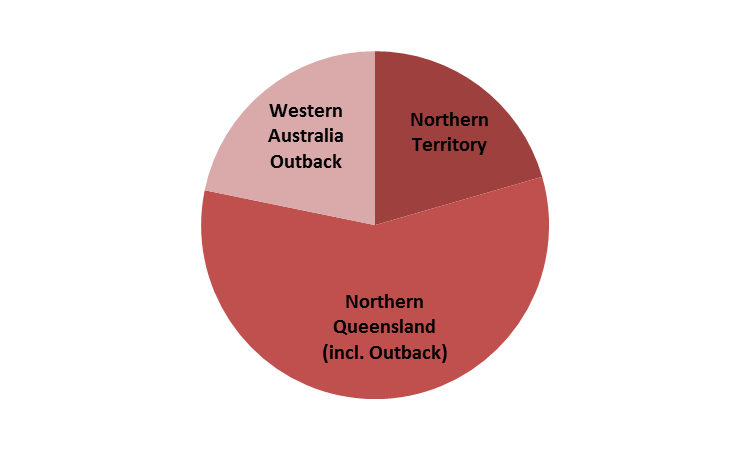 Western
Australia
Outback
Northern
Territory
Northern
Queensland
(incl. Outback)